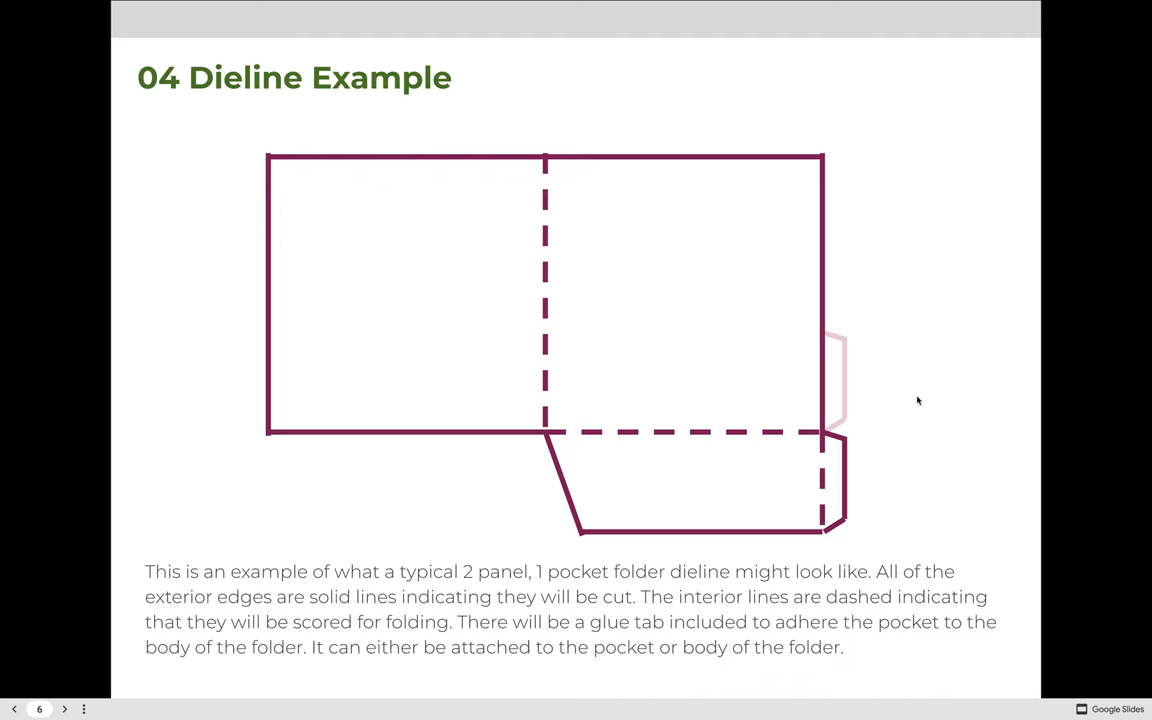 04 Dieline Example
This is an example of what a typical 2 panel, 1 pocket folder dieline might look like. All of the
exterior edges are solid lines indicating they will be cut. The interior lines are dashed indicating
that they will be scored for folding. There will be a glue tab included to adhere the pocket to the
body of the folder. It can either be attached to the pocket or body of the folder.
6
Google Slides